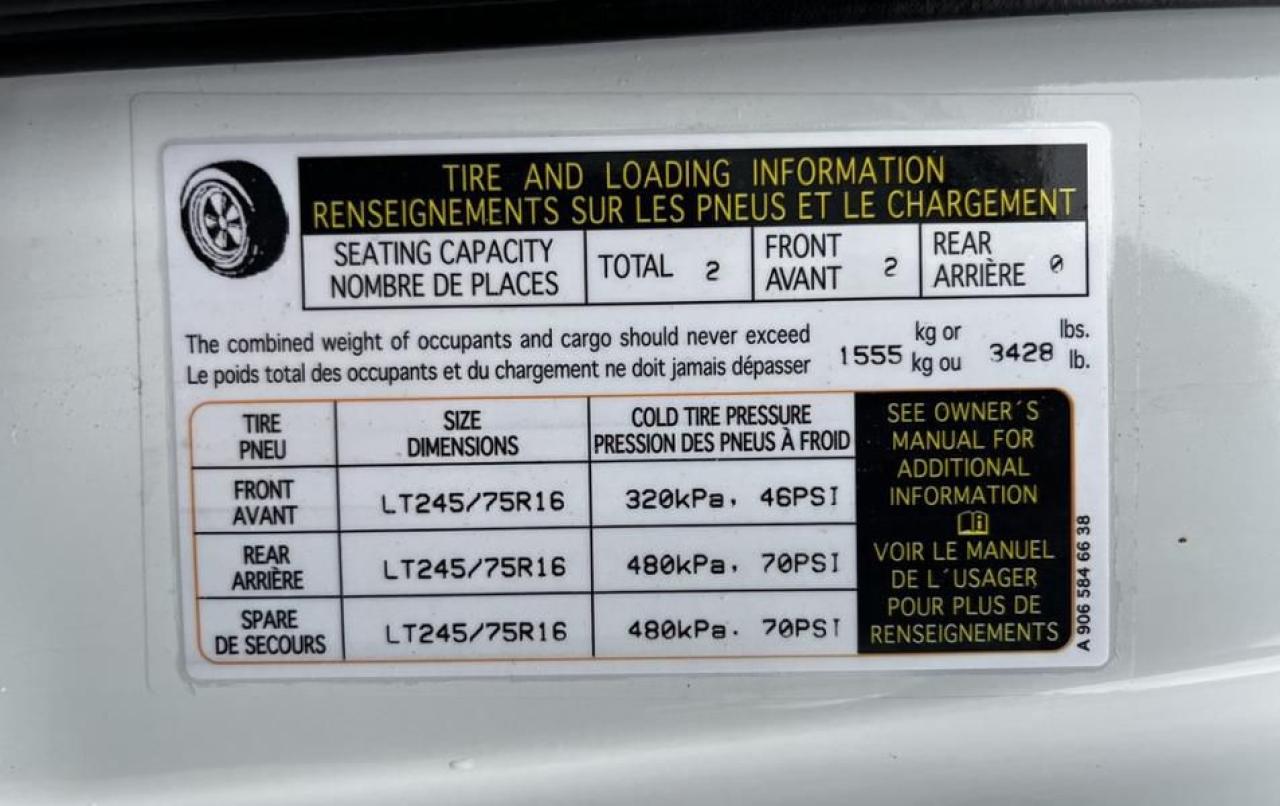 TIRE AND LOADING INFORMATION
RENSEIGNEMENTS SUR LES PNEUS ET LE CHARGEMENT
SEATING CAPACITY
NOMBRE DE PLACES
TOTAL 2
FRONT
AVANT 2
REAR
ARRIÈRE 0
The combined weight of occupants and cargo should never exceed
Le poids total des occupants et du chargement ne doit jamais dépasser
1555 kg or
kg ou
3428 lbs.
lb.
TIRE
PNEU
SIZE
DIMENSIONS
COLD TIRE PRESSURE
PRESSION DES PNEUS À FROID
FRONT
AVANT
LT245/75R16
320kPa, 46PSI
REAR
ARRIÈRE
LT245/75R16
480kPa, 70PSI
SPARE
DE SECOURS
LT245/75R16
480kPa. 70PSI
SEE OWNER´S
MANUAL FOR
ADDITIONAL
INFORMATION
VOIR LE MANUEL
DE L´USAGER
POUR PLUS DE
RENSEIGNEMENTS
A 906 584 66 38